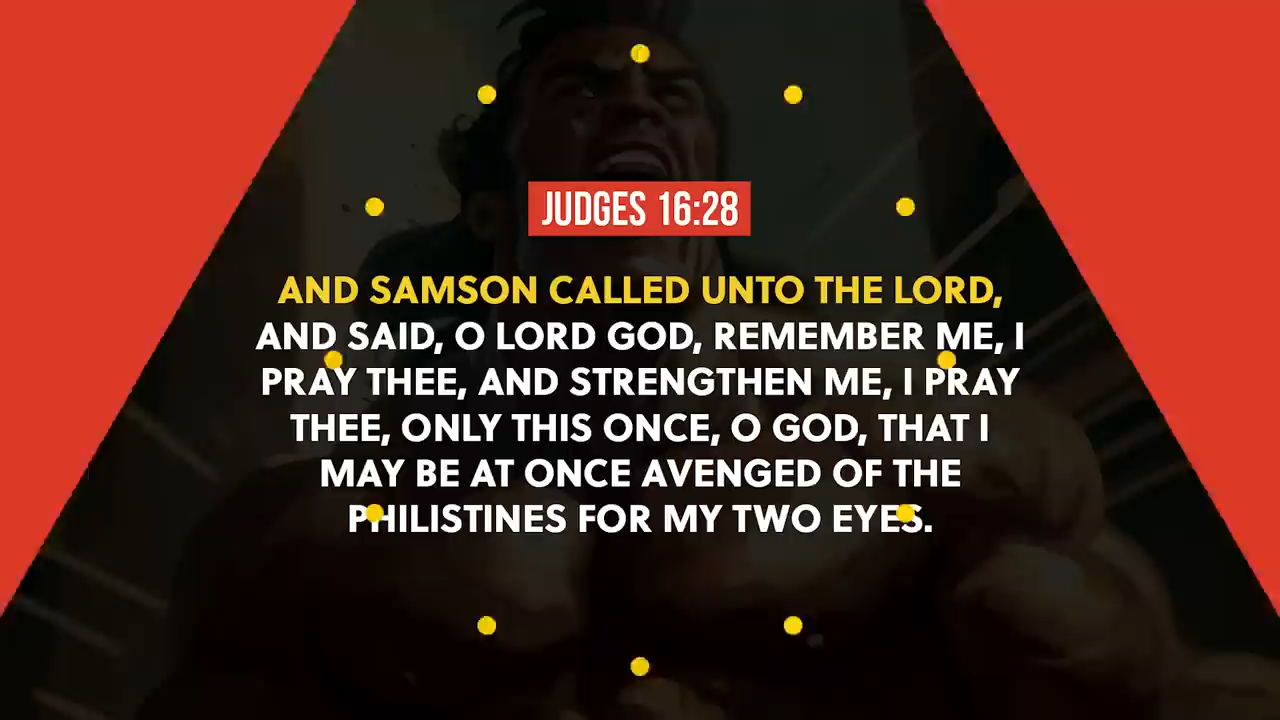 JUDGES 16:28
AND SAMSON CALLED UNTO THE LORD,
AND SAID, O LORD GOD, REMEMBER ME, I
PRAY THEE, AND STRENGTHEN ME, I PRAY
THEE, ONLY THIS ONCE, O GOD, THAT I
MAY BE AT ONCE AVENGED OF THE
PHILISTINES FOR MY TWO EYES.